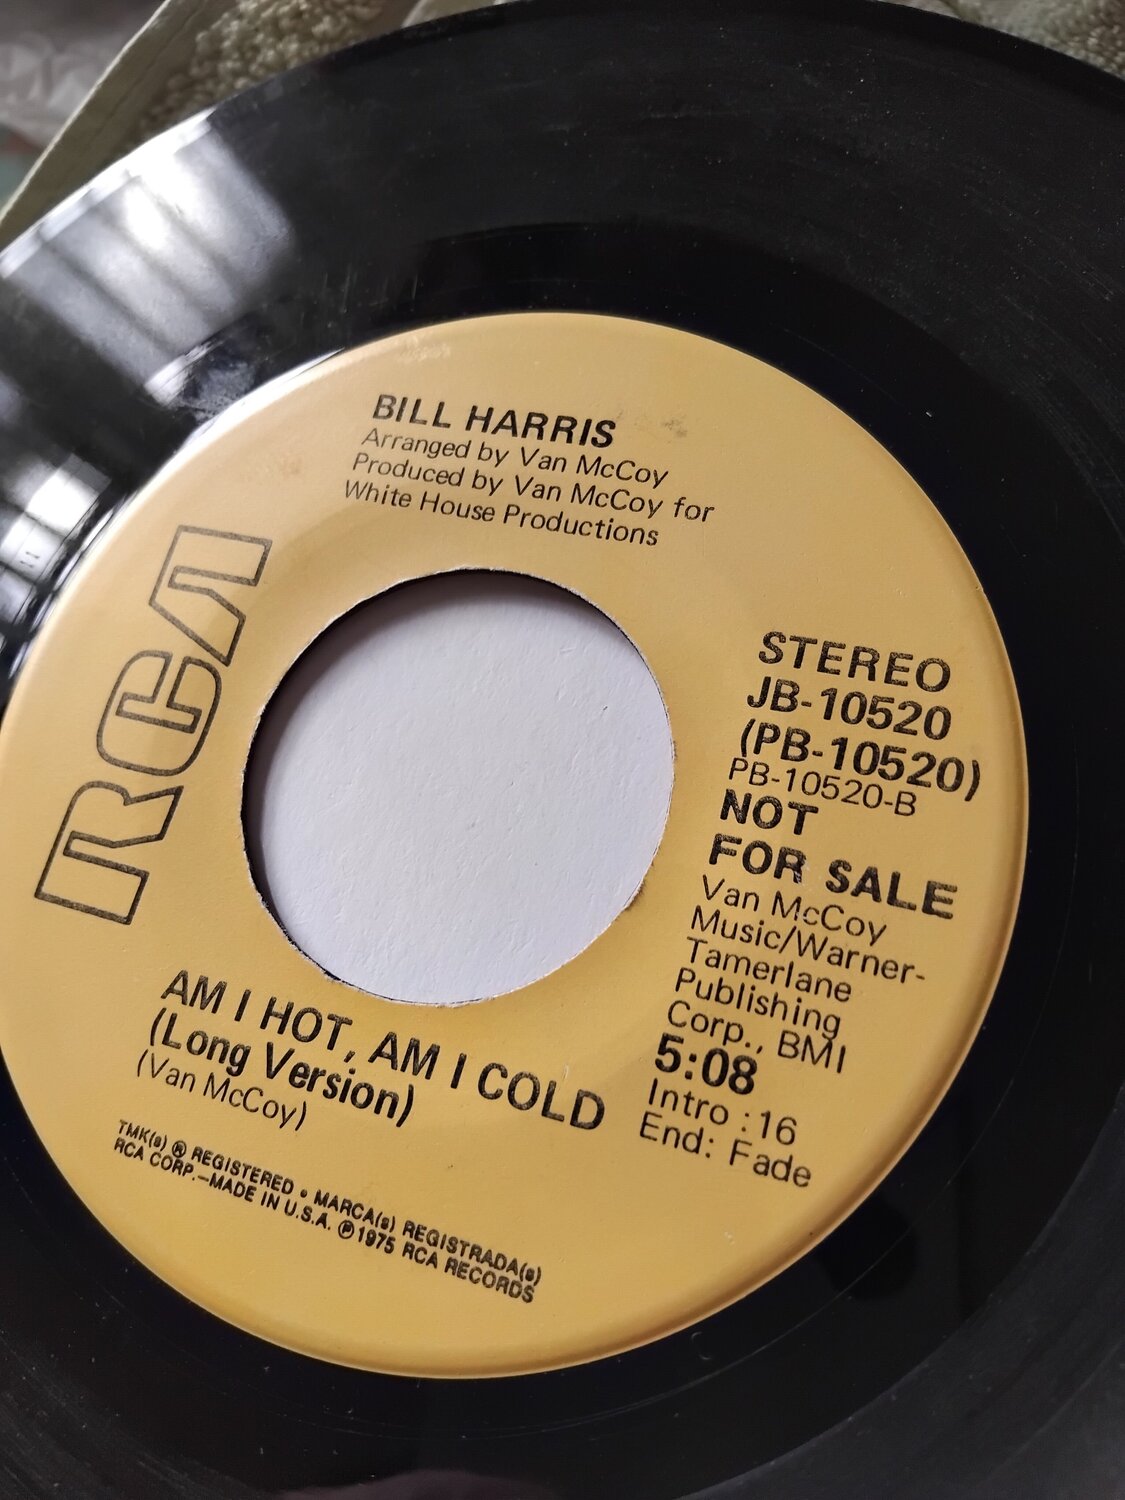 BILL HARRIS
Arranged by Van McCoy
Produced by Van McCoy for
White House Productions
RCA
STEREO
JB-10520
(PB-10520)
PB-10520-B
NOT
FOR SALE
Van McCoy
Music/Warner-
Tamerlane
Publishing
Corp., BMI
5:08
Intro :16
End: Fade
AM I HOT, AM I COLD
(Long Version)
(Van McCoy)
TMK(s) ® REGISTERED • MARCA(s) REGISTRADA(s)
RCA CORP.—MADE IN U.S.A. ℗1975 RCA RECORDS